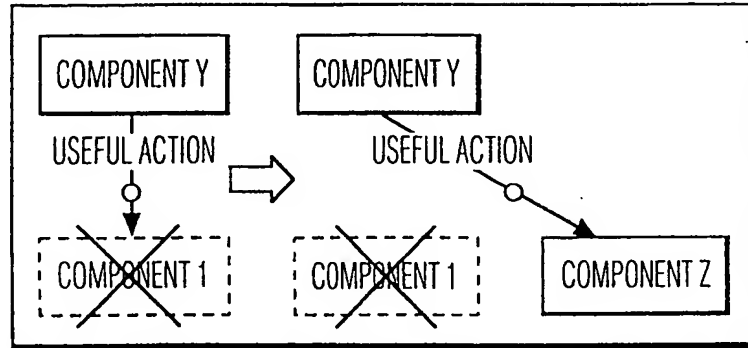 COMPONENT Y
COMPONENT Y
USEFUL ACTION
USEFUL ACTION
COMPONENT 1
COMPONENT 1
COMPONENT Z